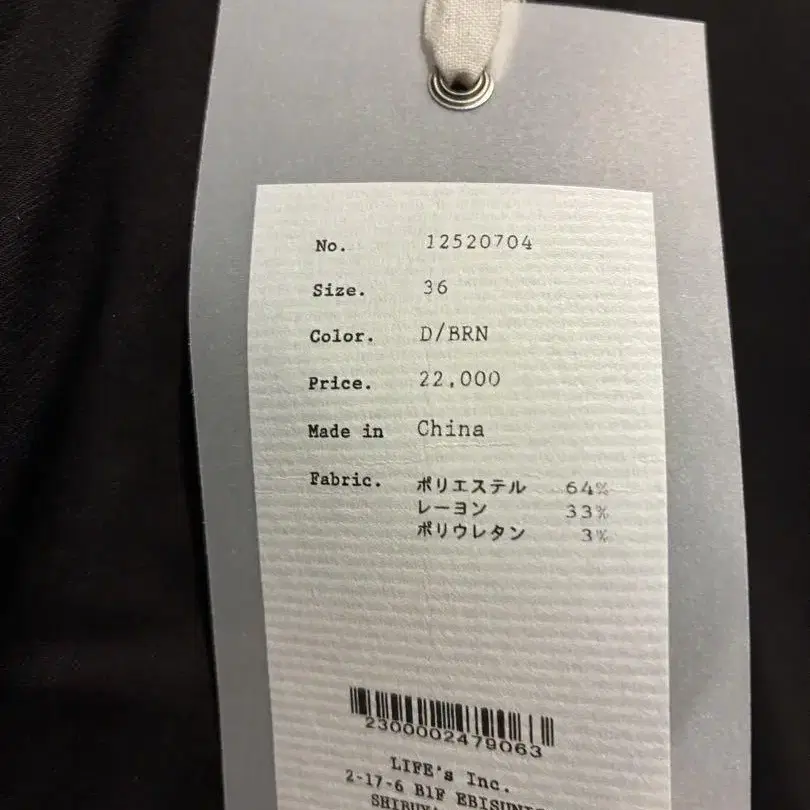 No. 12520704
Size. 36
Color. D/BRN
Price. 22,000
Made in China
Fabric. ポリエステル 64%
レーヨン 33%
ポリウレタン 3%
2300002479063
LIFE's Inc.
2-17-6 B1F